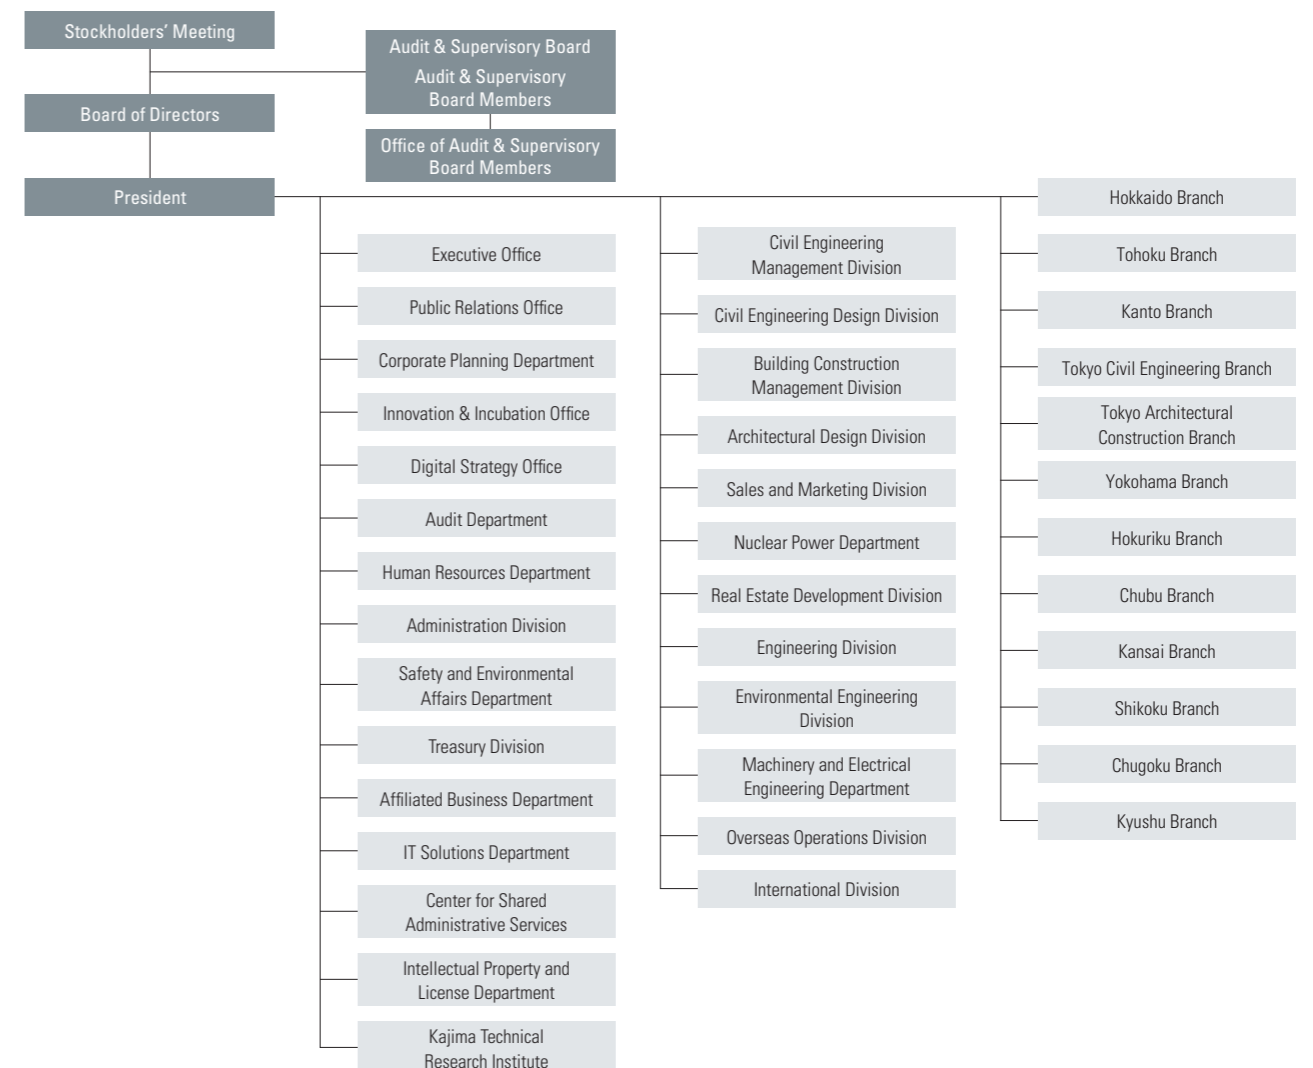 Stockholders’ Meeting
Audit & Supervisory Board
Audit & Supervisory
Board Members
Board of Directors
Office of Audit & Supervisory
Board Members
President
Executive Office
Public Relations Office
Corporate Planning Department
Innovation & Incubation Office
Digital Strategy Office
Audit Department
Human Resources Department
Administration Division
Safety and Environmental
Affairs Department
Treasury Division
Affiliated Business Department
IT Solutions Department
Center for Shared
Administrative Services
Intellectual Property and
License Department
Kajima Technical
Research Institute
Civil Engineering
Management Division
Civil Engineering Design Division
Building Construction
Management Division
Architectural Design Division
Sales and Marketing Division
Nuclear Power Department
Real Estate Development Division
Engineering Division
Environmental Engineering
Division
Machinery and Electrical
Engineering Department
Overseas Operations Division
International Division
Hokkaido Branch
Tohoku Branch
Kanto Branch
Tokyo Civil Engineering Branch
Tokyo Architectural
Construction Branch
Yokohama Branch
Hokuriku Branch
Chubu Branch
Kansai Branch
Shikoku Branch
Chugoku Branch
Kyushu Branch